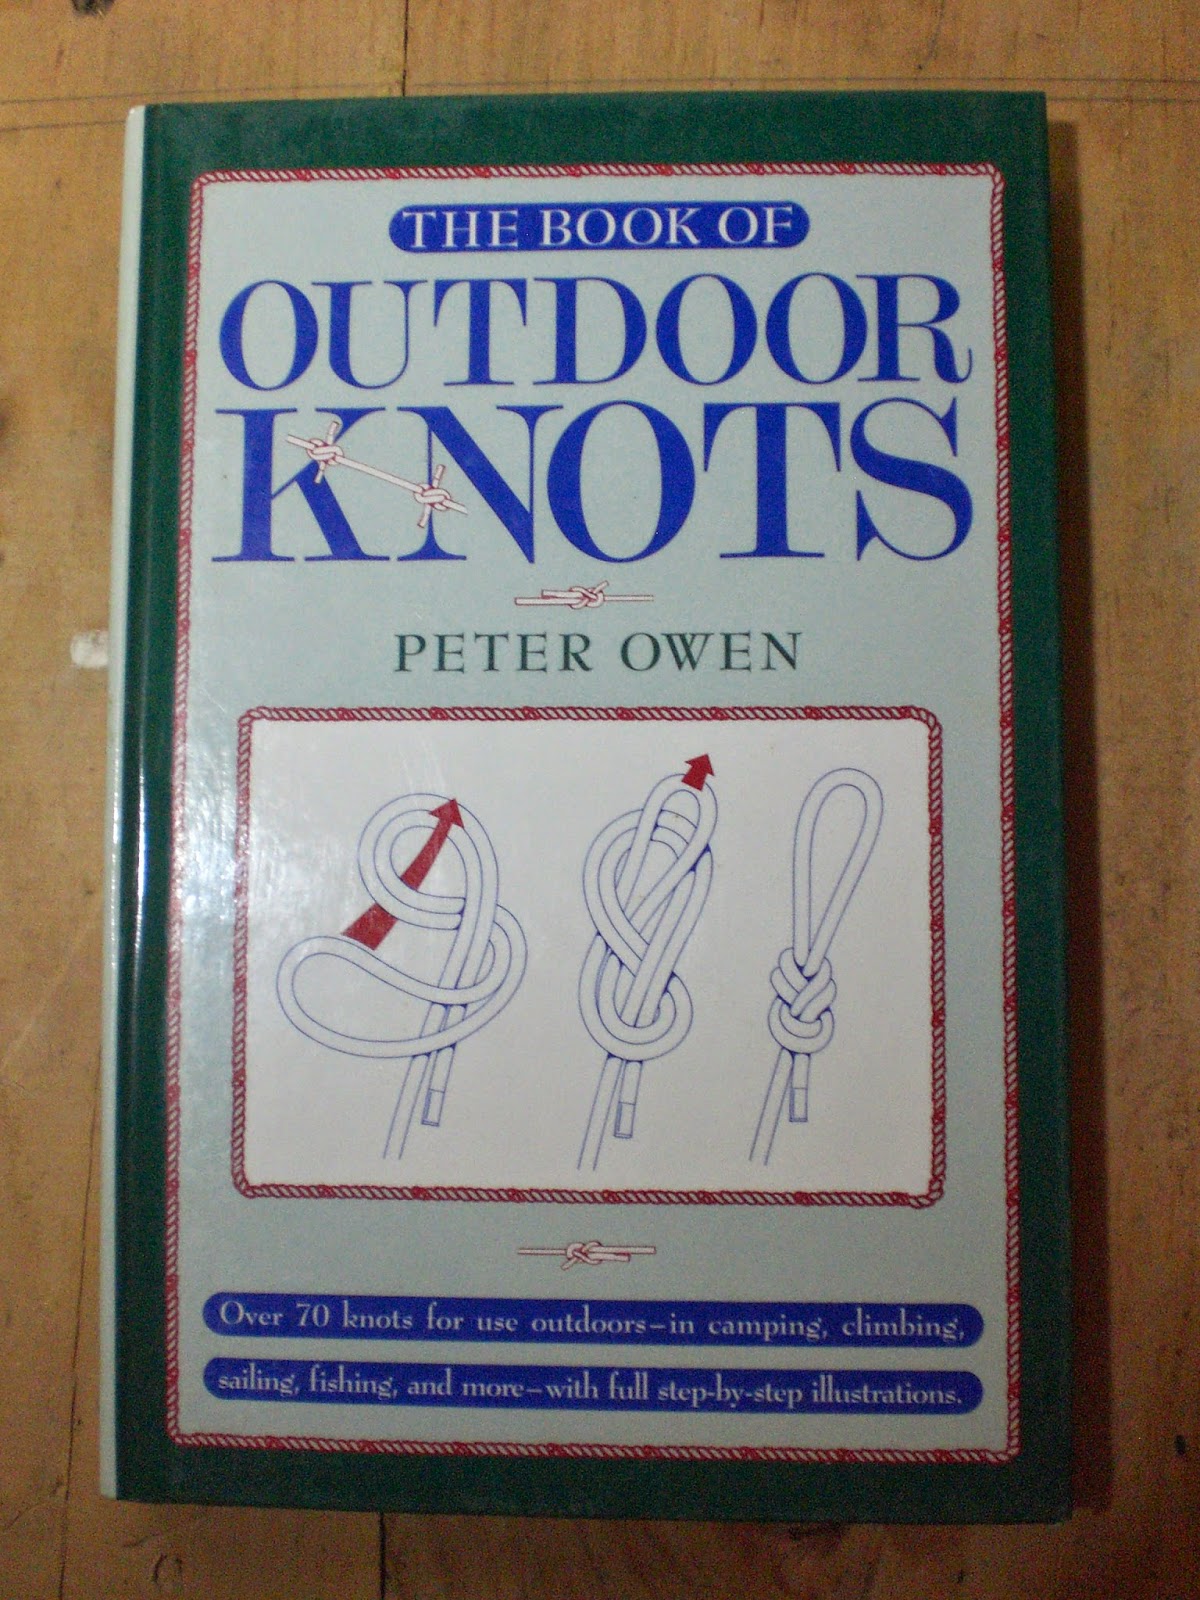 THE BOOK OF
OUTDOOR
KNOTS
PETER OWEN
Over 70 knots for use outdoors–in camping, climbing,
sailing, fishing, and more–with full step-by-step illustrations.